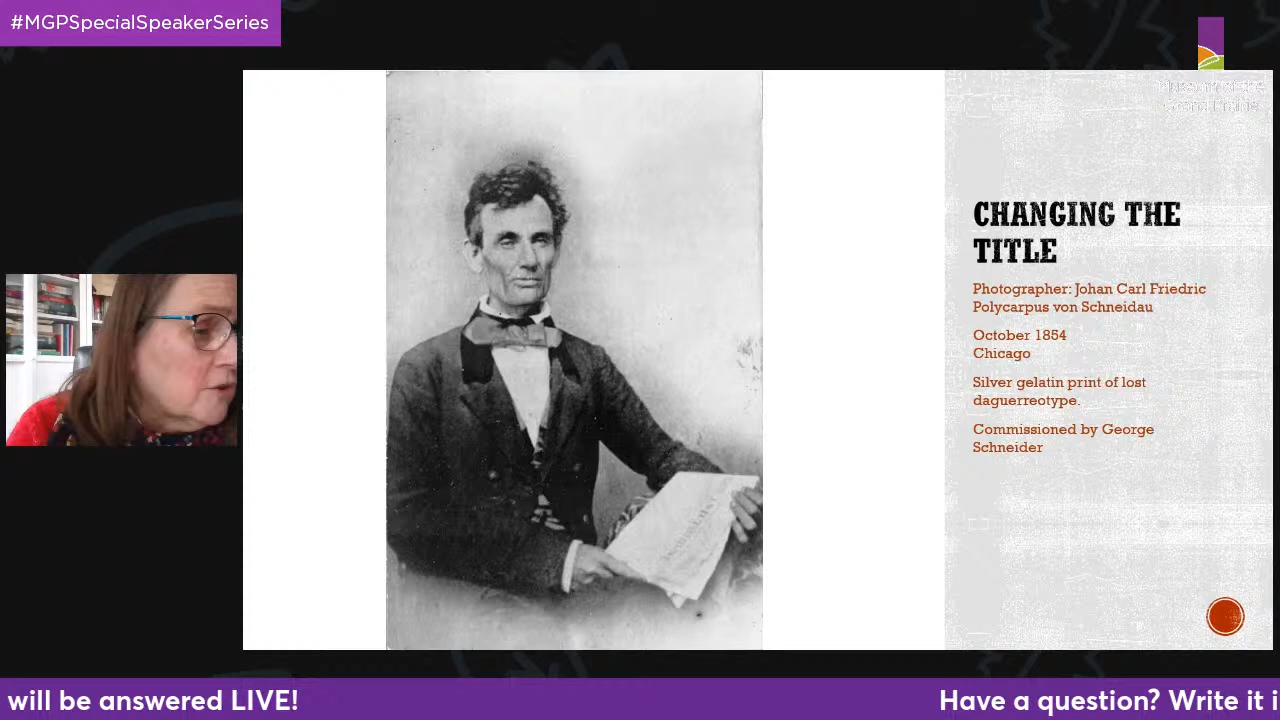 #MGPSpecialSpeakerSeries
CHANGING THE
TITLE
Photographer: Johan Carl Friedric
Polycarpus von Schneidau
October 1854
Chicago
Silver gelatin print of lost
daguerreotype.
Commissioned by George
Schneider
will be answered LIVE!
Have a question? Write it i